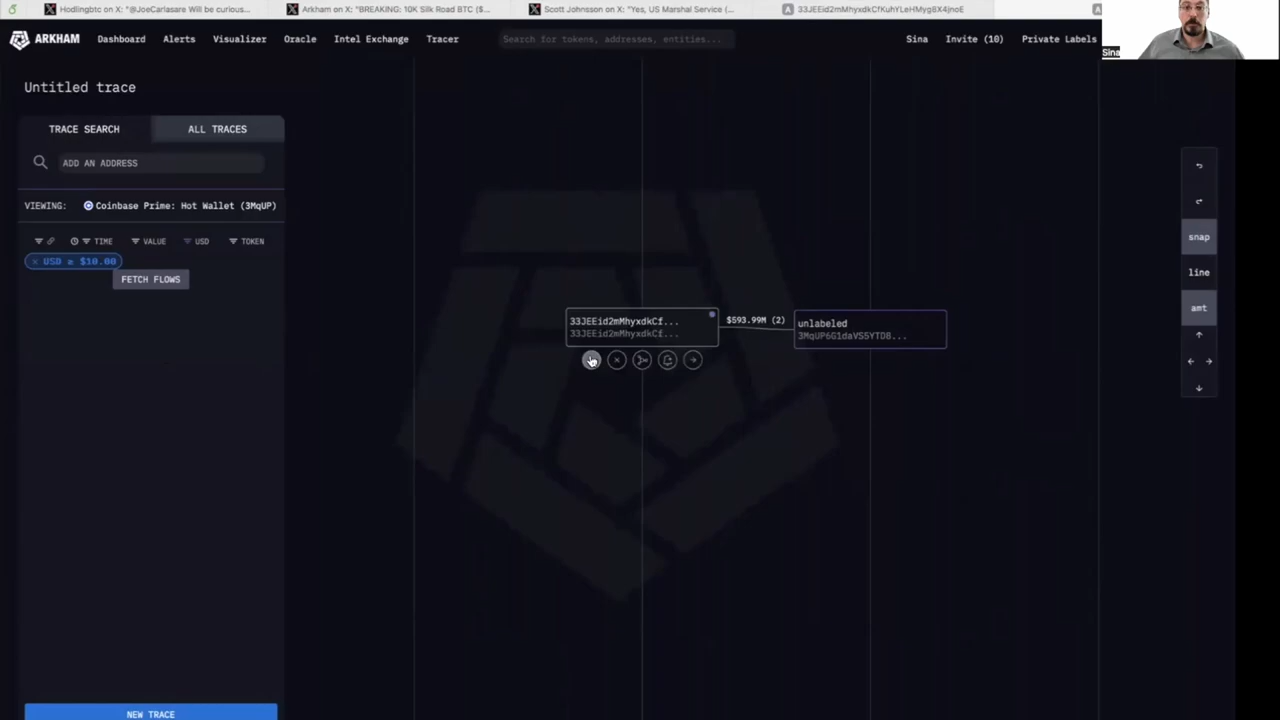 Hodlingbtc on X: "@JoeCarlasare Will be curious...
Arkham on X: "BREAKING: 10K Silk Road BTC ($...
Scott Johnsson on X: "Yes, US Marshal Service (...
33JEEid2mMhyxdkCfKuhYLeHMyg8X4jnoE
Sina
ARKHAM
Dashboard
Alerts
Visualizer
Oracle
Intel Exchange
Tracer
Search for tokens, addresses, entities...
Sina
Invite (10)
Private Labels
Untitled trace
TRACE SEARCH
ALL TRACES
ADD AN ADDRESS
VIEWING:
Coinbase Prime: Hot Wallet (3MqUP)
TIME
VALUE
USD
TOKEN
× USD ≥ $10.00
FETCH FLOWS
33JEEid2mMhyxdkCf...
33JEEid2mMhyxdkCf...
$593.99M (2)
unlabeled
3MqUP6G1daVS5YTD8...
snap
line
amt
NEW TRACE